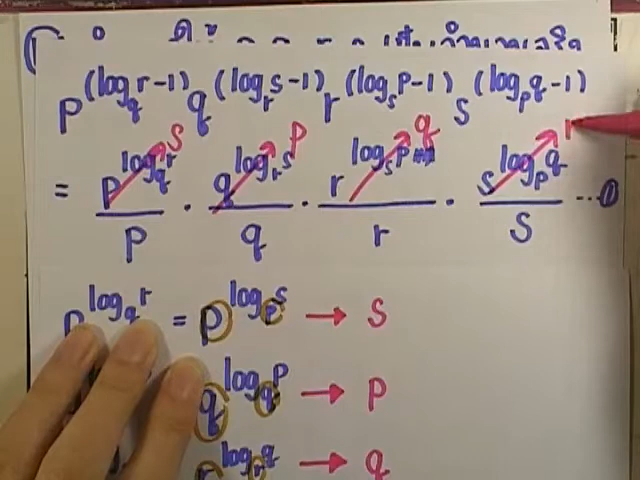 p^(log_q r-1) q^(log_r s-1) r^(log_s p-1) s^(log_p q-1)
s p q r
= p^log_q r / p · q^log_r s / q · r^log_s p / r · s^log_p q / s ...①
p^log_q r = p^log_p s → s
q^log_q p → p
r^log_r q → q